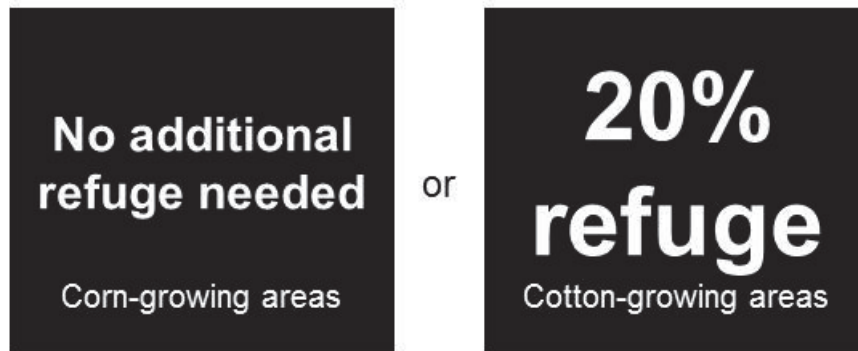 No additional
refuge needed
Corn-growing areas
or
20%
refuge
Cotton-growing areas